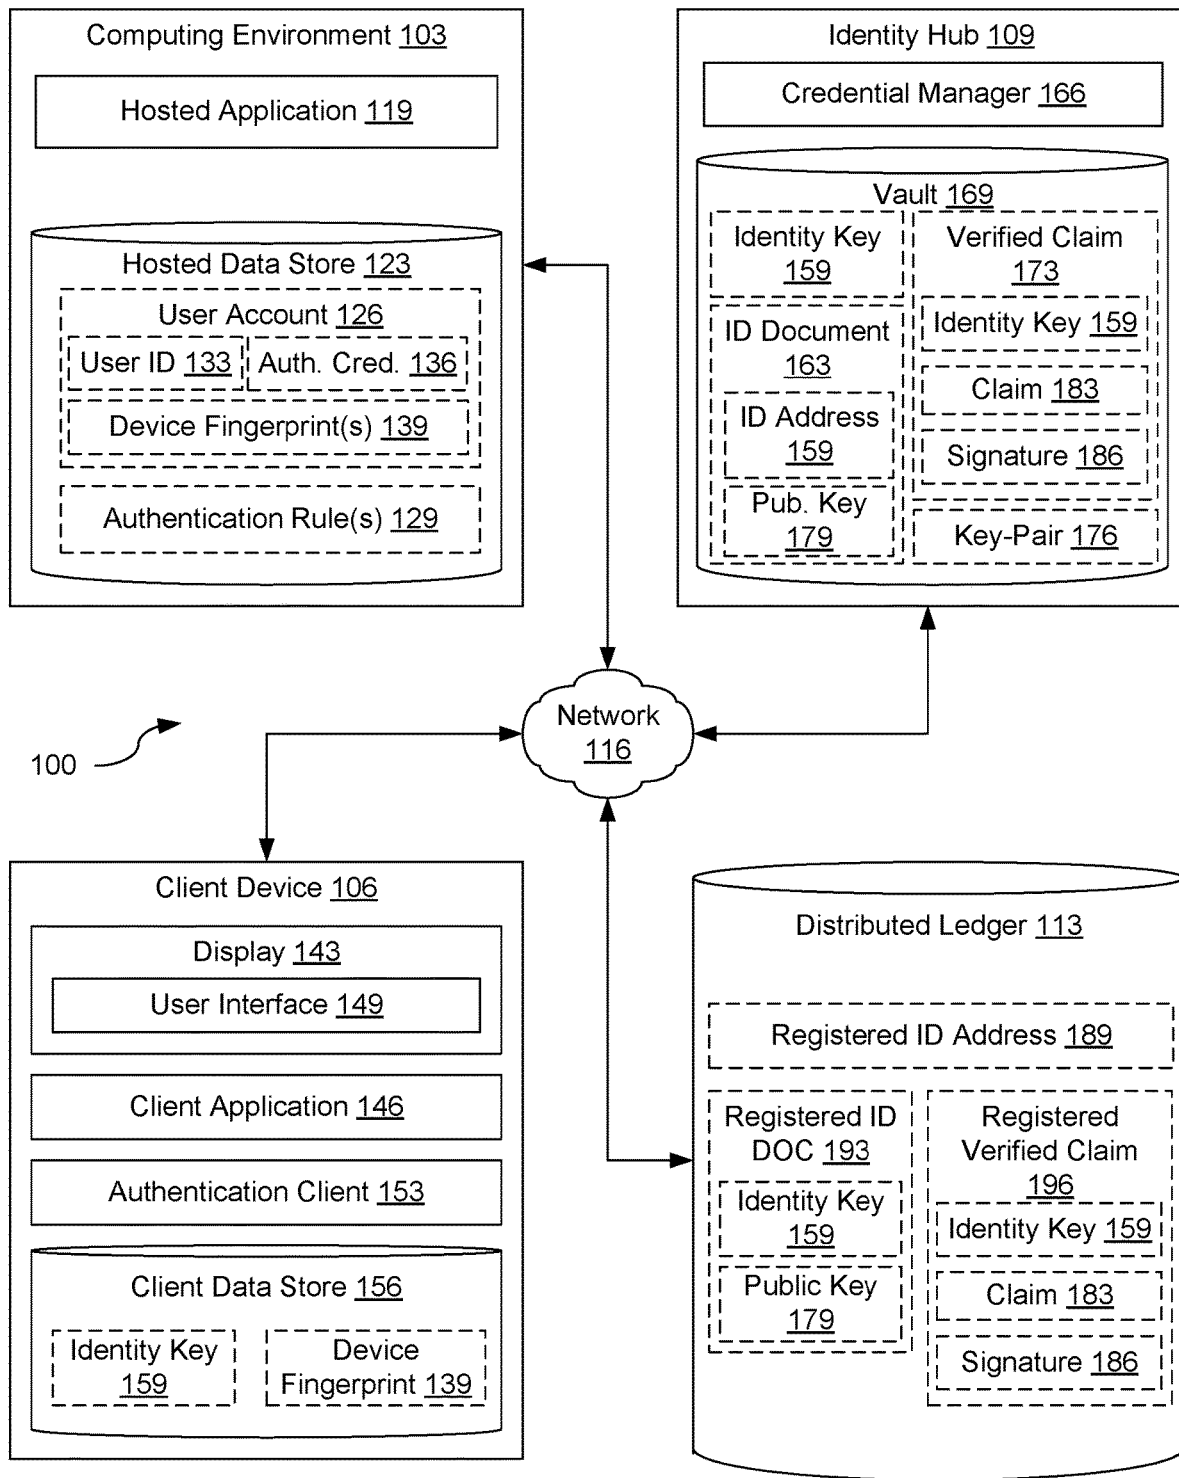 Computing Environment 103
Hosted Application 119
Hosted Data Store 123
User Account 126
User ID 133
Auth. Cred. 136
Device Fingerprint(s) 139
Authentication Rule(s) 129
Identity Hub 109
Credential Manager 166
Vault 169
Identity Key
159
ID Document
163
ID Address
159
Pub. Key
179
Verified Claim
173
Identity Key 159
Claim 183
Signature 186
Key-Pair 176
Network
116
100
Client Device 106
Display 143
User Interface 149
Client Application 146
Authentication Client 153
Client Data Store 156
Identity Key
159
Device
Fingerprint 139
Distributed Ledger 113
Registered ID Address 189
Registered ID
DOC 193
Identity Key
159
Public Key
179
Registered
Verified Claim
196
Identity Key 159
Claim 183
Signature 186